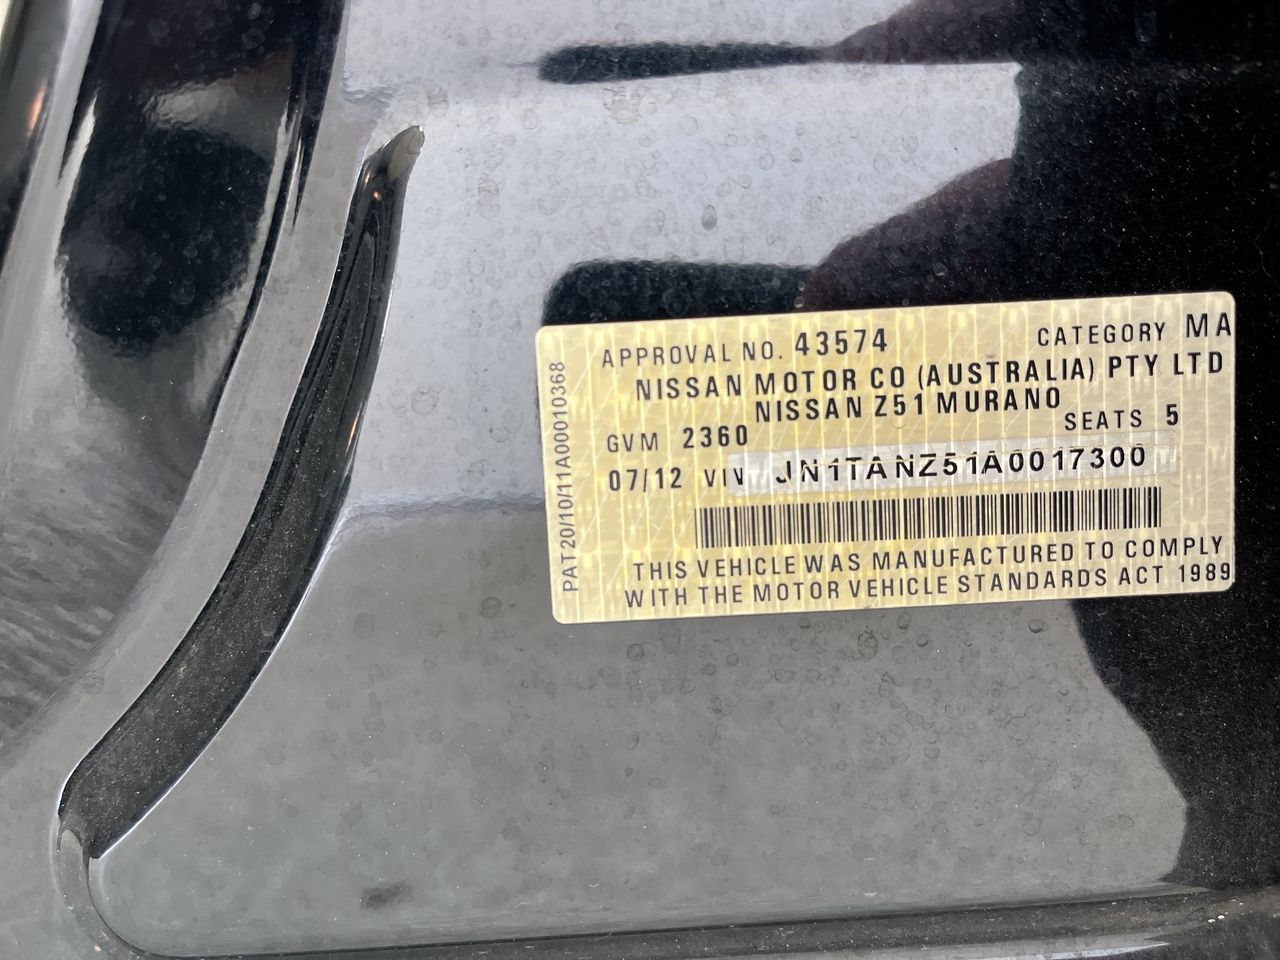 APPROVAL NO. 43574 CATEGORY MA
NISSAN MOTOR CO (AUSTRALIA) PTY LTD
NISSAN Z51 MURANO
GVM 2360 SEATS 5
07/12 VIN JN1TANZ51A0017300
THIS VEHICLE WAS MANUFACTURED TO COMPLY
WITH THE MOTOR VEHICLE STANDARDS ACT 1989
PAT20/10/11A00010368